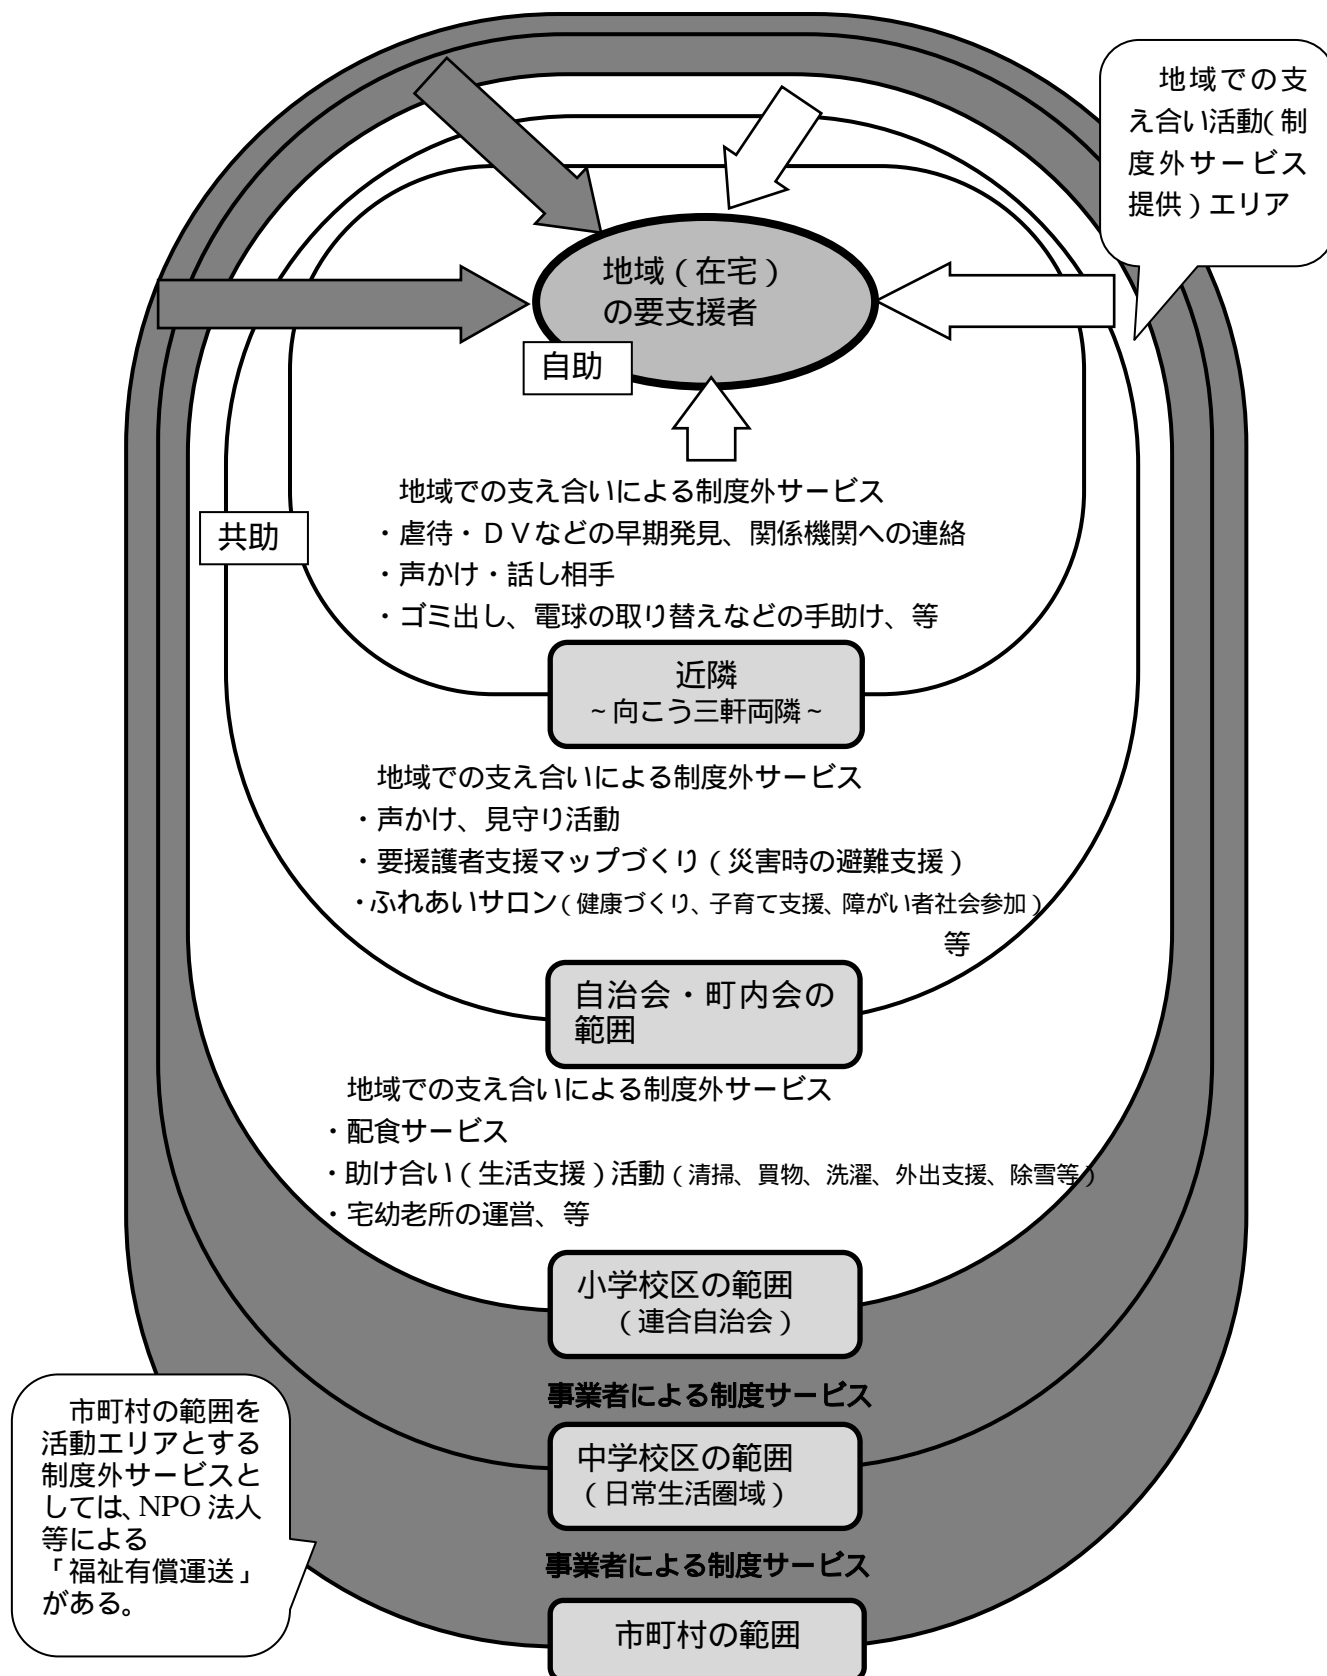 地域での支
え合い活動(制
度外サービス
提供)エリア
地域(在宅)
の要支援者
自助
地域での支え合いによる制度外サービス
・虐待・DVなどの早期発見、関係機関への連絡
共助
・声かけ・話し相手
・ゴミ出し、電球の取り替えなどの手助け、等
近隣
~向こう三軒両隣~
地域での支え合いによる制度外サービス
・声かけ、見守り活動
・要援護者支援マップづくり(災害時の避難支援)
・ふれあいサロン(健康づくり、子育て支援、障がい者社会参加)
等
自治会・町内会の
範囲
地域での支え合いによる制度外サービス
・配食サービス
・助け合い(生活支援)活動(清掃、買物、洗濯、外出支援、除雪等)
・宅幼老所の運営、等
小学校区の範囲
(連合自治会)
事業者による制度サービス
中学校区の範囲
(日常生活圏域)
事業者による制度サービス
市町村の範囲
市町村の範囲を
活動エリアとする
制度外サービスと
しては、NPO法人
等による
「福祉有償運送」
がある。